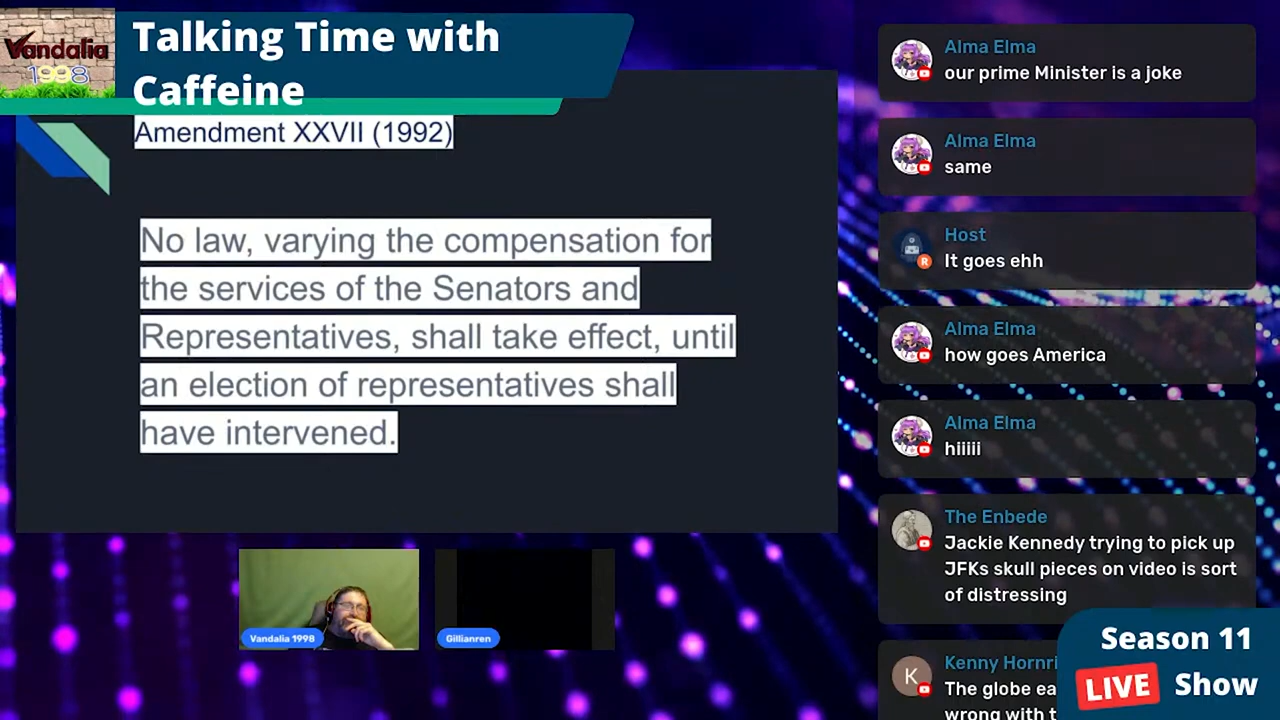 Vandalia
1998
Talking Time with
Caffeine
Amendment XXVII (1992)
No law, varying the compensation for
the services of the Senators and
Representatives, shall take effect, until
an election of representatives shall
have intervened.
Vandalia 1998
Gillianren
Alma Elma
our prime Minister is a joke
Alma Elma
same
Host
R
It goes ehh
Alma Elma
how goes America
Alma Elma
hiiiii
The Enbede
Jackie Kennedy trying to pick up
JFKs skull pieces on video is sort
of distressing
K
Kenny Hornri
The globe ea
wrong with t
Season 11
LIVE Show